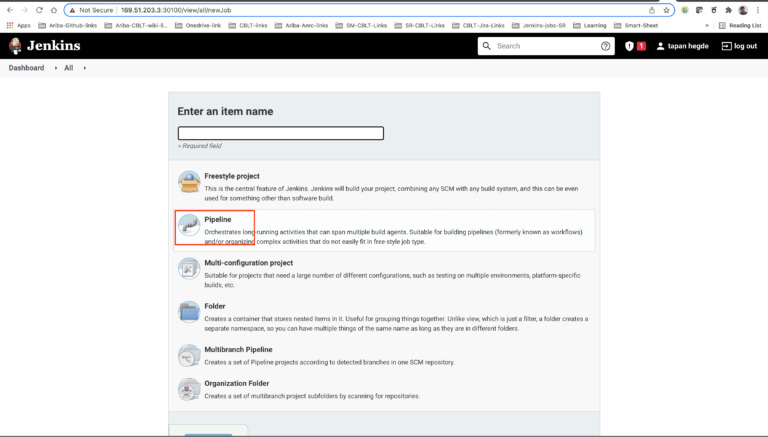 Not Secure | 169.51.203.3:30100/view/all/newJob
Apps Ariba-Github-links Ariba-CBLT-wiki-li... Onedrive-link CBLT-links Ariba-Anrc-links SM-CBLT-Links SR-CBLT-Links CBLT-Jira-Links Jenkins-jobs-SR Learning Smart-Sheet » Reading List
Jenkins Search 1 tapan hegde log out
Dashboard All
Enter an item name
» Required field
Freestyle project
This is the central feature of Jenkins. Jenkins will build your project, combining any SCM with any build system, and this can be even
used for something other than software build.
Pipeline
Orchestrates long-running activities that can span multiple build agents. Suitable for building pipelines (formerly known as workflows)
and/or organizing complex activities that do not easily fit in free-style job type.
Multi-configuration project
Suitable for projects that need a large number of different configurations, such as testing on multiple environments, platform-specific
builds, etc.
Folder
Creates a container that stores nested items in it. Useful for grouping things together. Unlike view, which is just a filter, a folder creates a
separate namespace, so you can have multiple things of the same name as long as they are in different folders.
Multibranch Pipeline
Creates a set of Pipeline projects according to detected branches in one SCM repository.
Organization Folder
Creates a set of multibranch project subfolders by scanning for repositories.